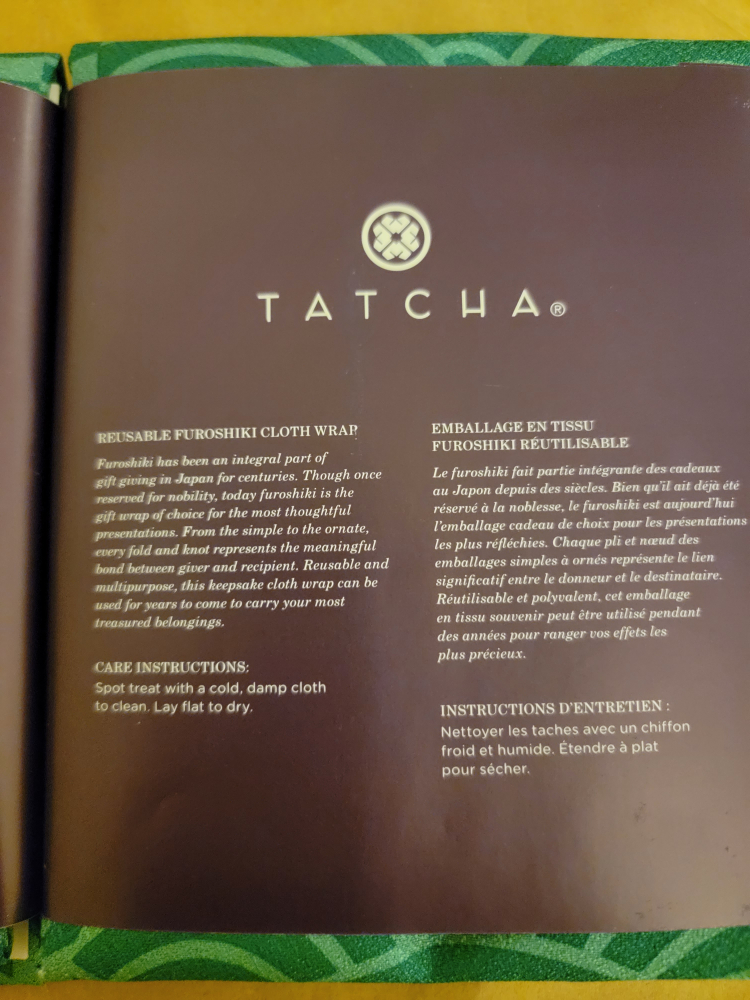 TATCHA®
REUSABLE FUROSHIKI CLOTH WRAP
Furoshiki has been an integral part of
gift giving in Japan for centuries. Though once
reserved for nobility, today furoshiki is the
gift wrap of choice for the most thoughtful
presentations. From the simple to the ornate,
every fold and knot represents the meaningful
bond between giver and recipient. Reusable and
multipurpose, this keepsake cloth wrap can be
used for years to come to carry your most
treasured belongings.
CARE INSTRUCTIONS:
Spot treat with a cold, damp cloth
to clean. Lay flat to dry.
EMBALLAGE EN TISSU
FUROSHIKI RÉUTILISABLE
Le furoshiki fait partie intégrante des cadeaux
au Japon depuis des siècles. Bien qu'il ait déjà été
réservé à la noblesse, le furoshiki est aujourd'hui
l'emballage cadeau de choix pour les présentations
les plus réfléchies. Chaque pli et nœud des
emballages simples à ornés représente le lien
significatif entre le donneur et le destinataire.
Réutilisable et polyvalent, cet emballage
en tissu souvenir peut être utilisé pendant
des années pour ranger vos effets les
plus précieux.
INSTRUCTIONS D'ENTRETIEN :
Nettoyer les taches avec un chiffon
froid et humide. Étendre à plat
pour sécher.